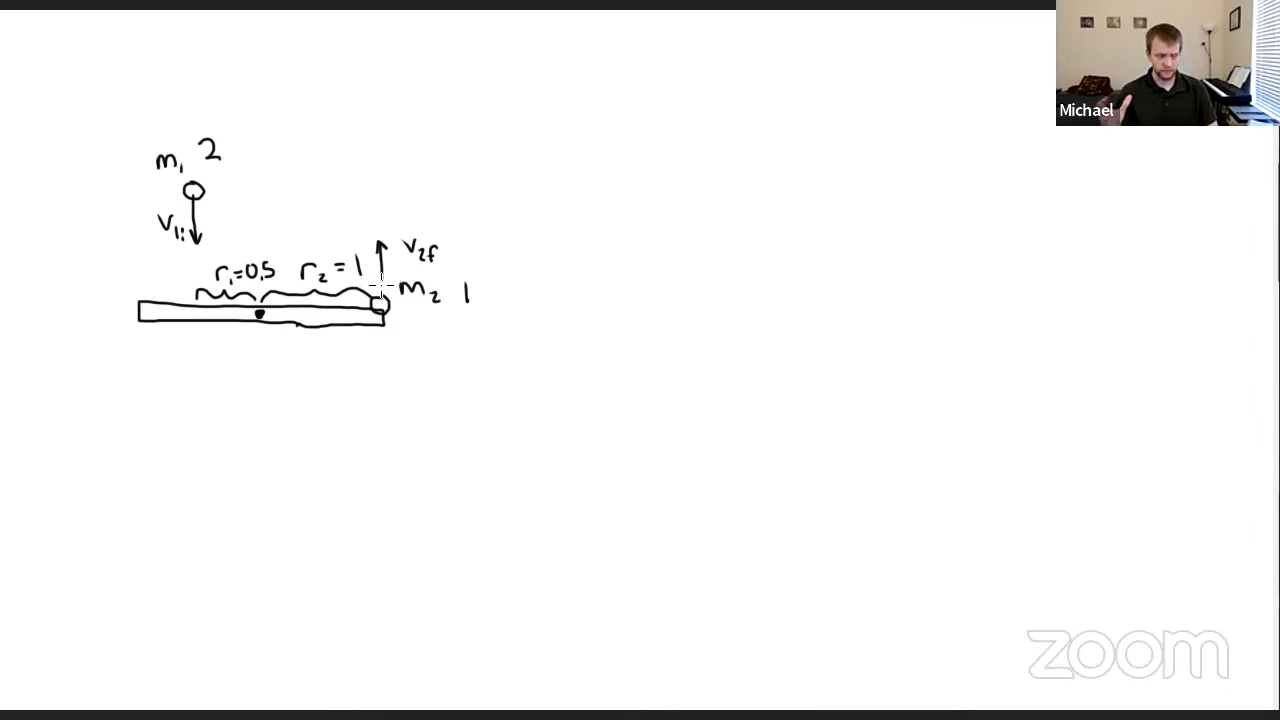 m₁ 2
v₁ᵢ
r₁=0.5 r₂=1
v₂f
m₂ 1
Michael
zoom